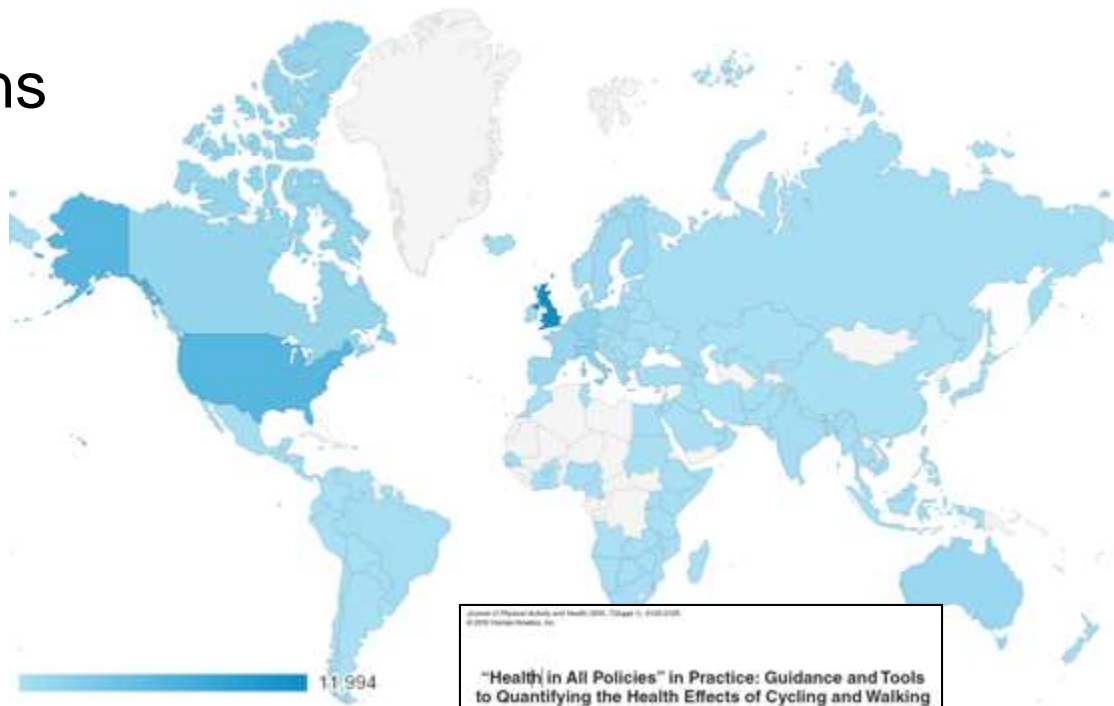 ns
11,994
"Health in All Policies" in Practice: Guidance and Tools
to Quantifying the Health Effects of Cycling and Walking